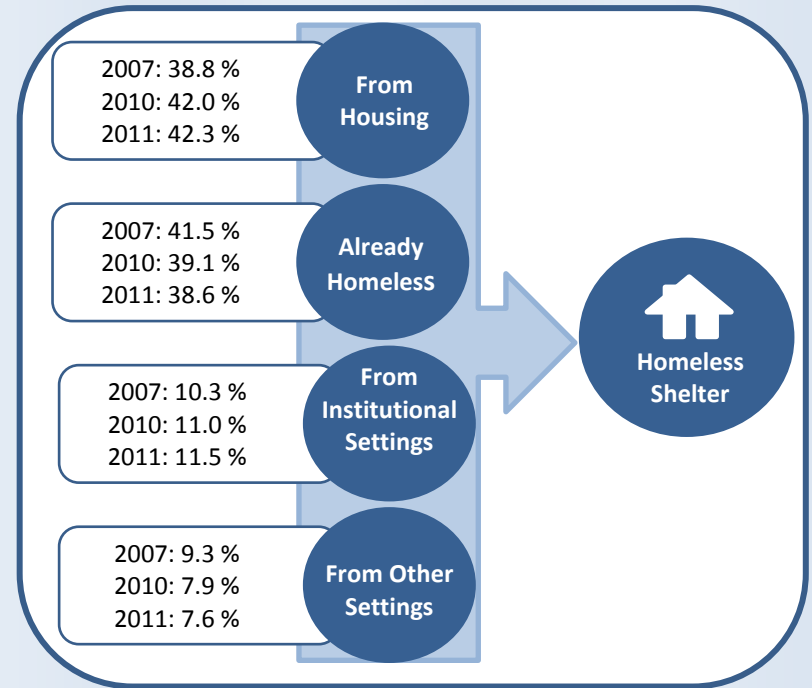 2007: 38.8 %
2010: 42.0 %
2011: 42.3 %
From
Housing
2007: 41.5 %
2010: 39.1 %
2011: 38.6 %
Already
Homeless
2007: 10.3 %
2010: 11.0 %
2011: 11.5 %
From
Institutional
Settings
2007: 9.3 %
2010: 7.9 %
2011: 7.6 %
From Other
Settings
Homeless
Shelter